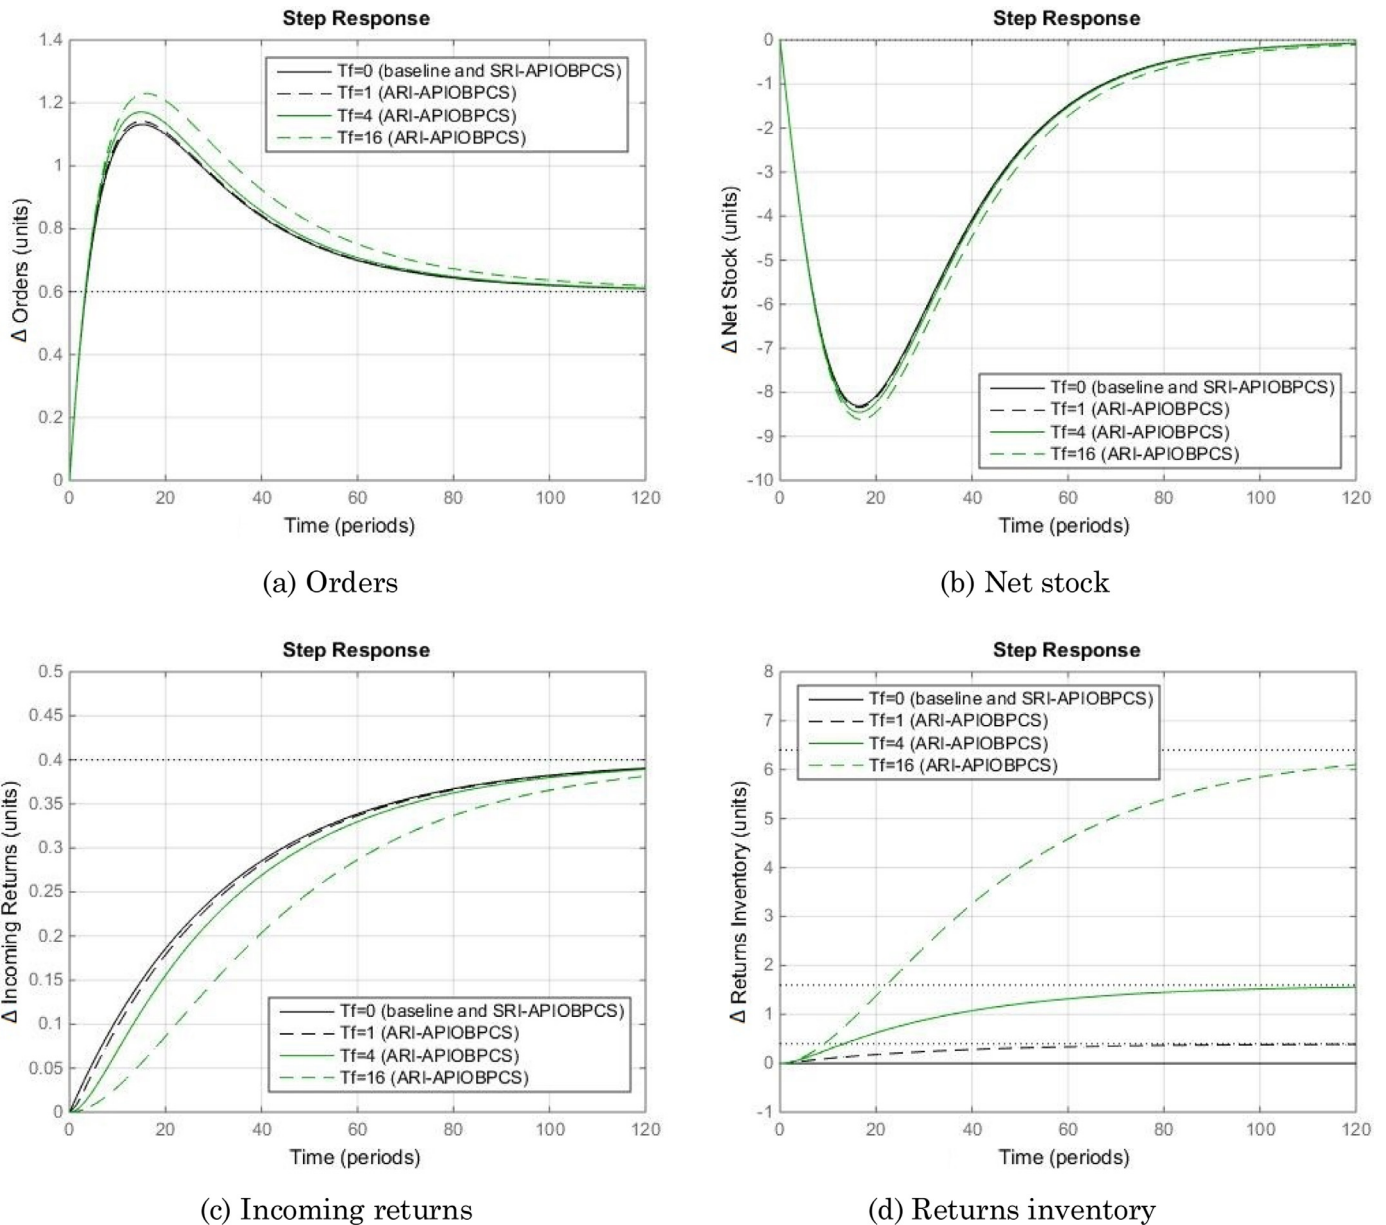 Step Response
1.4
1.2
1
0.8
0.6
0.4
0.2
0
Δ Orders (units)
Tf=0 (baseline and SRI-APIOBPCS)
Tf=1 (ARI-APIOBPCS)
Tf=4 (ARI-APIOBPCS)
Tf=16 (ARI-APIOBPCS)
0 20 40 60 80 100 120
Time (periods)
(a) Orders
Step Response
0
-1
-2
-3
-4
-5
-6
-7
-8
-9
-10
Δ Net Stock (units)
Tf=0 (baseline and SRI-APIOBPCS)
Tf=1 (ARI-APIOBPCS)
Tf=4 (ARI-APIOBPCS)
Tf=16 (ARI-APIOBPCS)
0 20 40 60 80 100 120
Time (periods)
(b) Net stock
Step Response
0.5
0.45
0.4
0.35
0.3
0.25
0.2
0.15
0.1
0.05
0
Δ Incoming Returns (units)
Tf=0 (baseline and SRI-APIOBPCS)
Tf=1 (ARI-APIOBPCS)
Tf=4 (ARI-APIOBPCS)
Tf=16 (ARI-APIOBPCS)
0 20 40 60 80 100 120
Time (periods)
(c) Incoming returns
Step Response
8
7
6
5
4
3
2
1
0
-1
Δ Returns Inventory (units)
Tf=0 (baseline and SRI-APIOBPCS)
Tf=1 (ARI-APIOBPCS)
Tf=4 (ARI-APIOBPCS)
Tf=16 (ARI-APIOBPCS)
0 20 40 60 80 100 120
Time (periods)
(d) Returns inventory